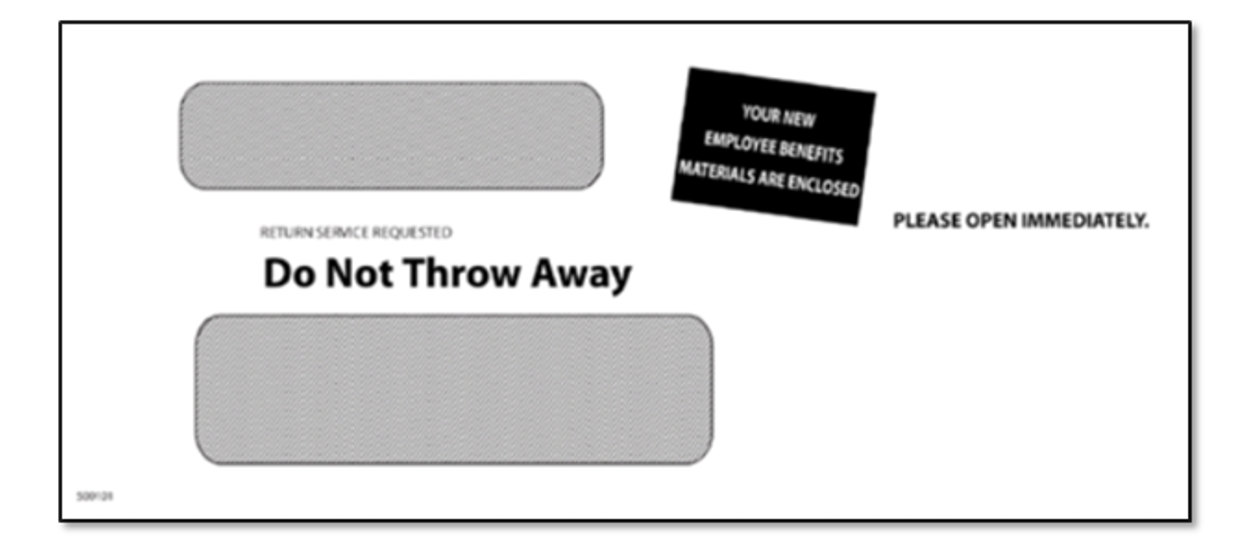 YOUR NEW
EMPLOYEE BENEFITS
MATERIALS ARE ENCLOSED
PLEASE OPEN IMMEDIATELY.
RETURN SERVICE REQUESTED
Do Not Throw Away